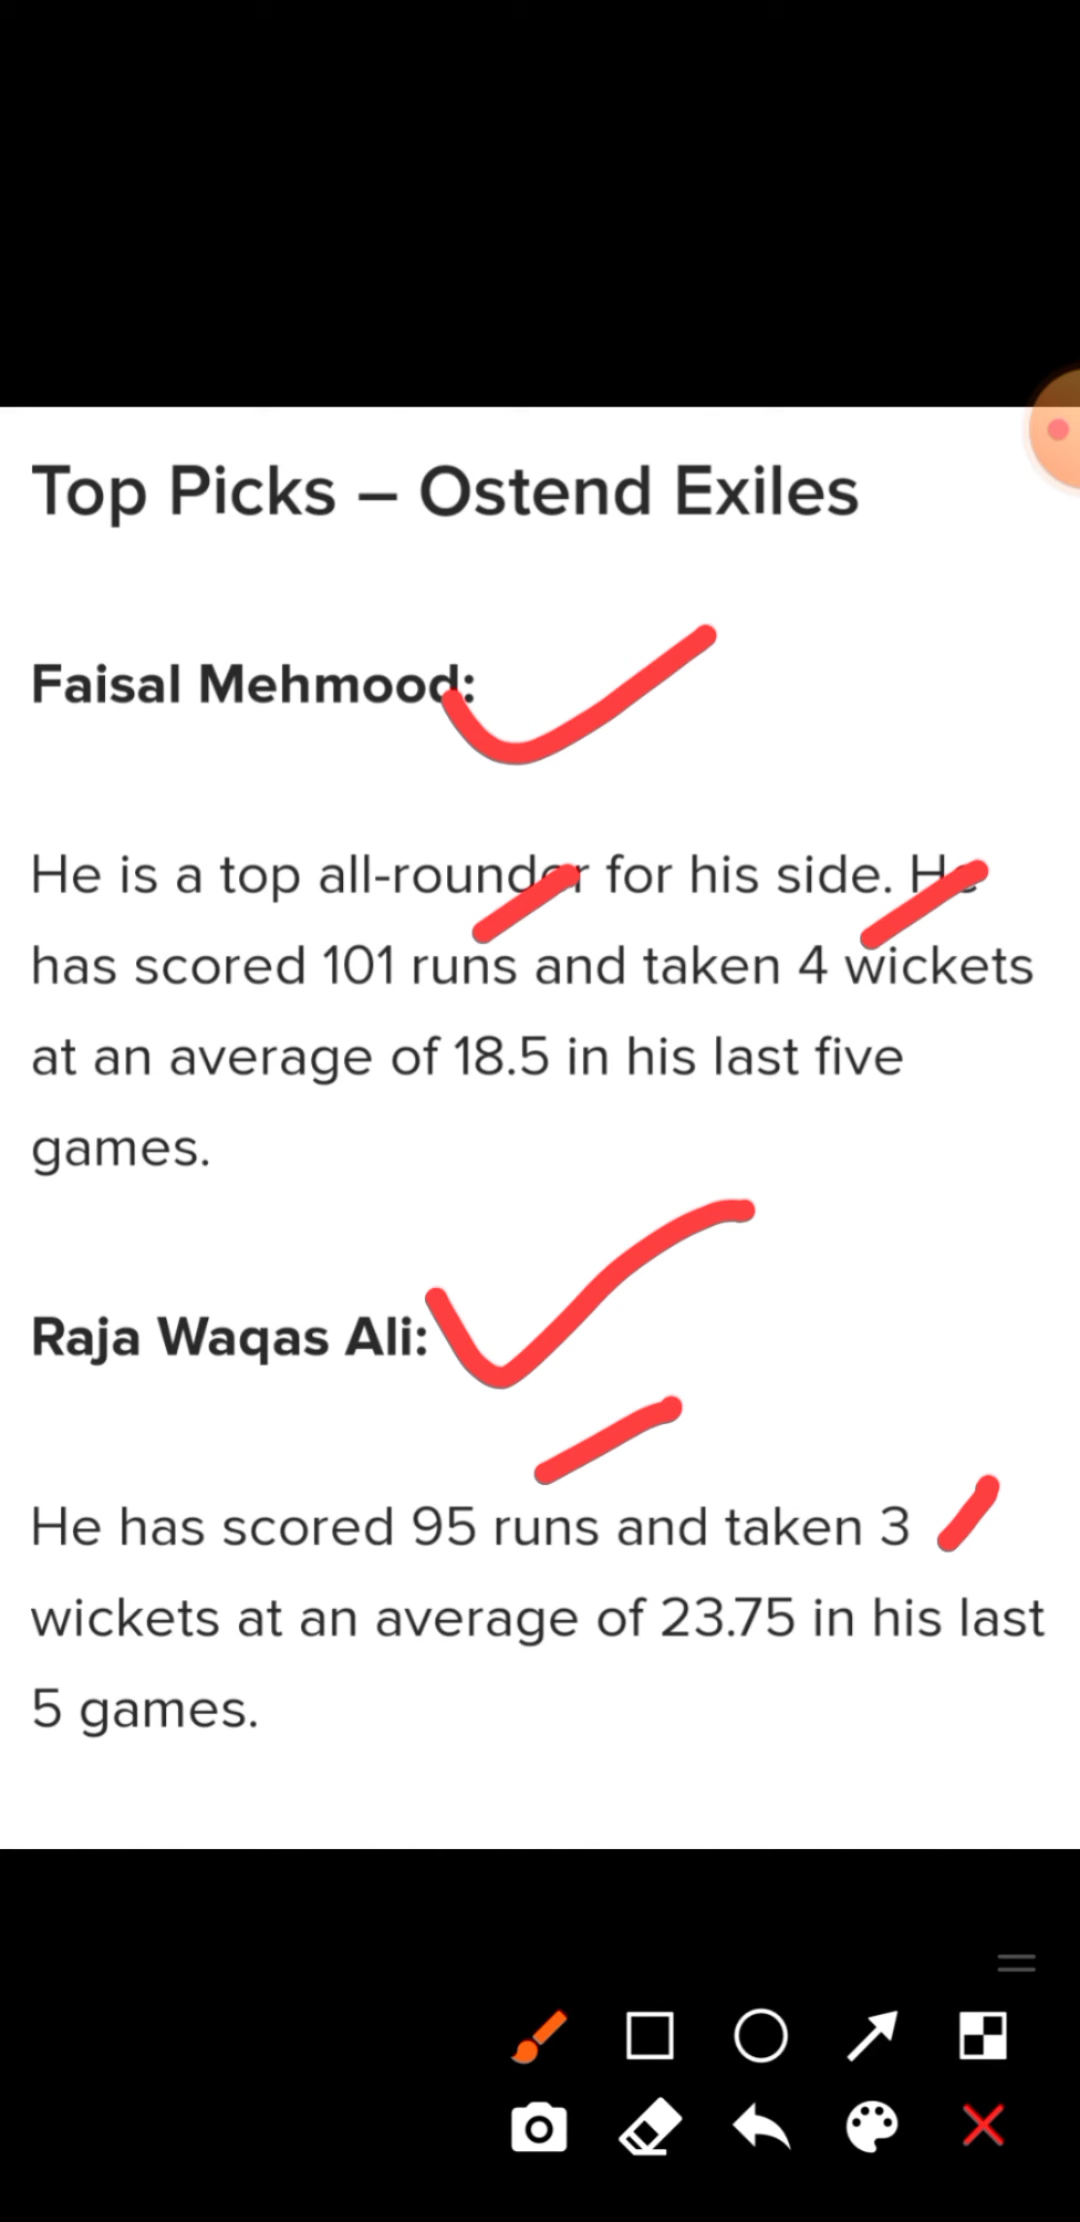 Top Picks – Ostend Exiles
Faisal Mehmood:
He is a top all-rounder for his side. He
has scored 101 runs and taken 4 wickets
at an average of 18.5 in his last five
games.
Raja Waqas Ali:
He has scored 95 runs and taken 3
wickets at an average of 23.75 in his last
5 games.